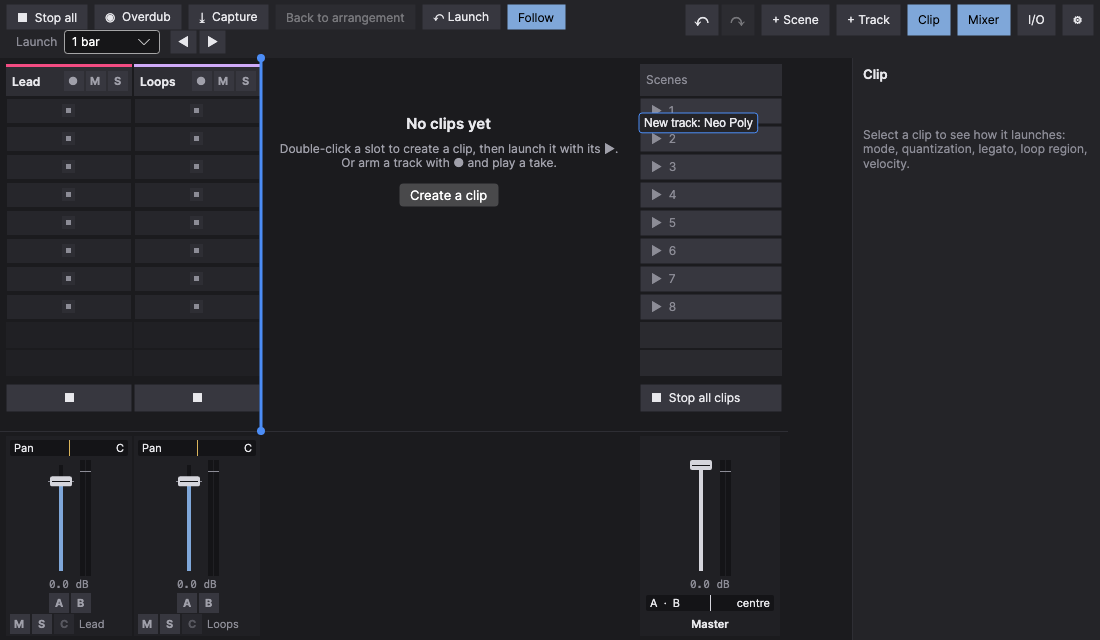 Stop all
Overdub
Capture
Back to arrangement
Launch
Follow
+ Scene
+ Track
Clip
Mixer
I/O
Launch
1 bar
Lead
M
S
Loops
M
S
Scenes
1
New track: Neo Poly
2
3
4
5
6
7
8
No clips yet
Double-click a slot to create a clip, then launch it with its ▶.
Or arm a track with ● and play a take.
Create a clip
Stop all clips
Clip
Select a clip to see how it launches:
mode, quantization, legato, loop region,
velocity.
Pan C
Pan C
0.0 dB
0.0 dB
0.0 dB
A B
A B
A · B centre
M S C Lead
M S C Loops
Master